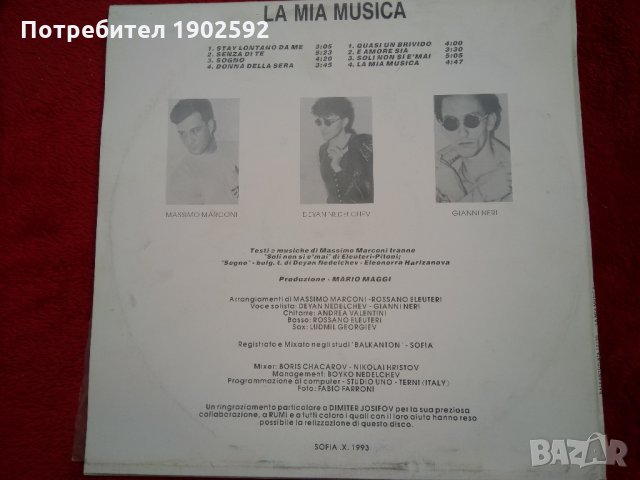 Потребител 1902592
LA MIA MUSICA
1. STAY LONTANO DA ME 3:05
2. SENZA DI TE 5:23
3. SOGNO 4:20
4. DONNA DELLA SERA 3:45
1. QUASI UN BRIVIDO 4:00
2. E AMORE SIA 3:30
3. SOLI NON SI E'MAI 5:05
4. LA MIA MUSICA 4:47
MASSIMO MARCONI
DEYAN NEDELCHEV
GIANNI NERI
Testi e musiche di Massimo Marconi tranne
"Soli non si e'mai" di Eleuteri-Pitoni;
"Sogno" - bulg. t. di Deyan Nedelchev - Eleonorra Harizanova
Produzione - MARIO MAGGI
Arrangiamenti di MASSIMO MARCONI -ROSSANO ELEUTERI
Voce solista: DEYAN NEDELCHEV - GIANNI NERI
Chitarre: ANDREA VALENTINI
Basso: ROSSANO ELEUTERI
Sax: LUDMIL GEORGIEV
Registrato e Mixato negli studi 'BALKANTON' - SOFIA
Mixer: BORIS CHACAROV - NIKOLAI HRISTOV
Management: BOYKO NEDELCHEV
Programmazione al computer - STUDIO UNO - TERNI (ITALY)
Foto: FABIO FARRONI
Un ringraziamento particolare a DIMITER JOSIFOV per la sua preziosa
collaborazione, a RUMI e a tutti coloro i quali con il loro aiuto hanno reso
possibile la relizzazione di questo disco.
SOFIA .X. 1993
BAZAR